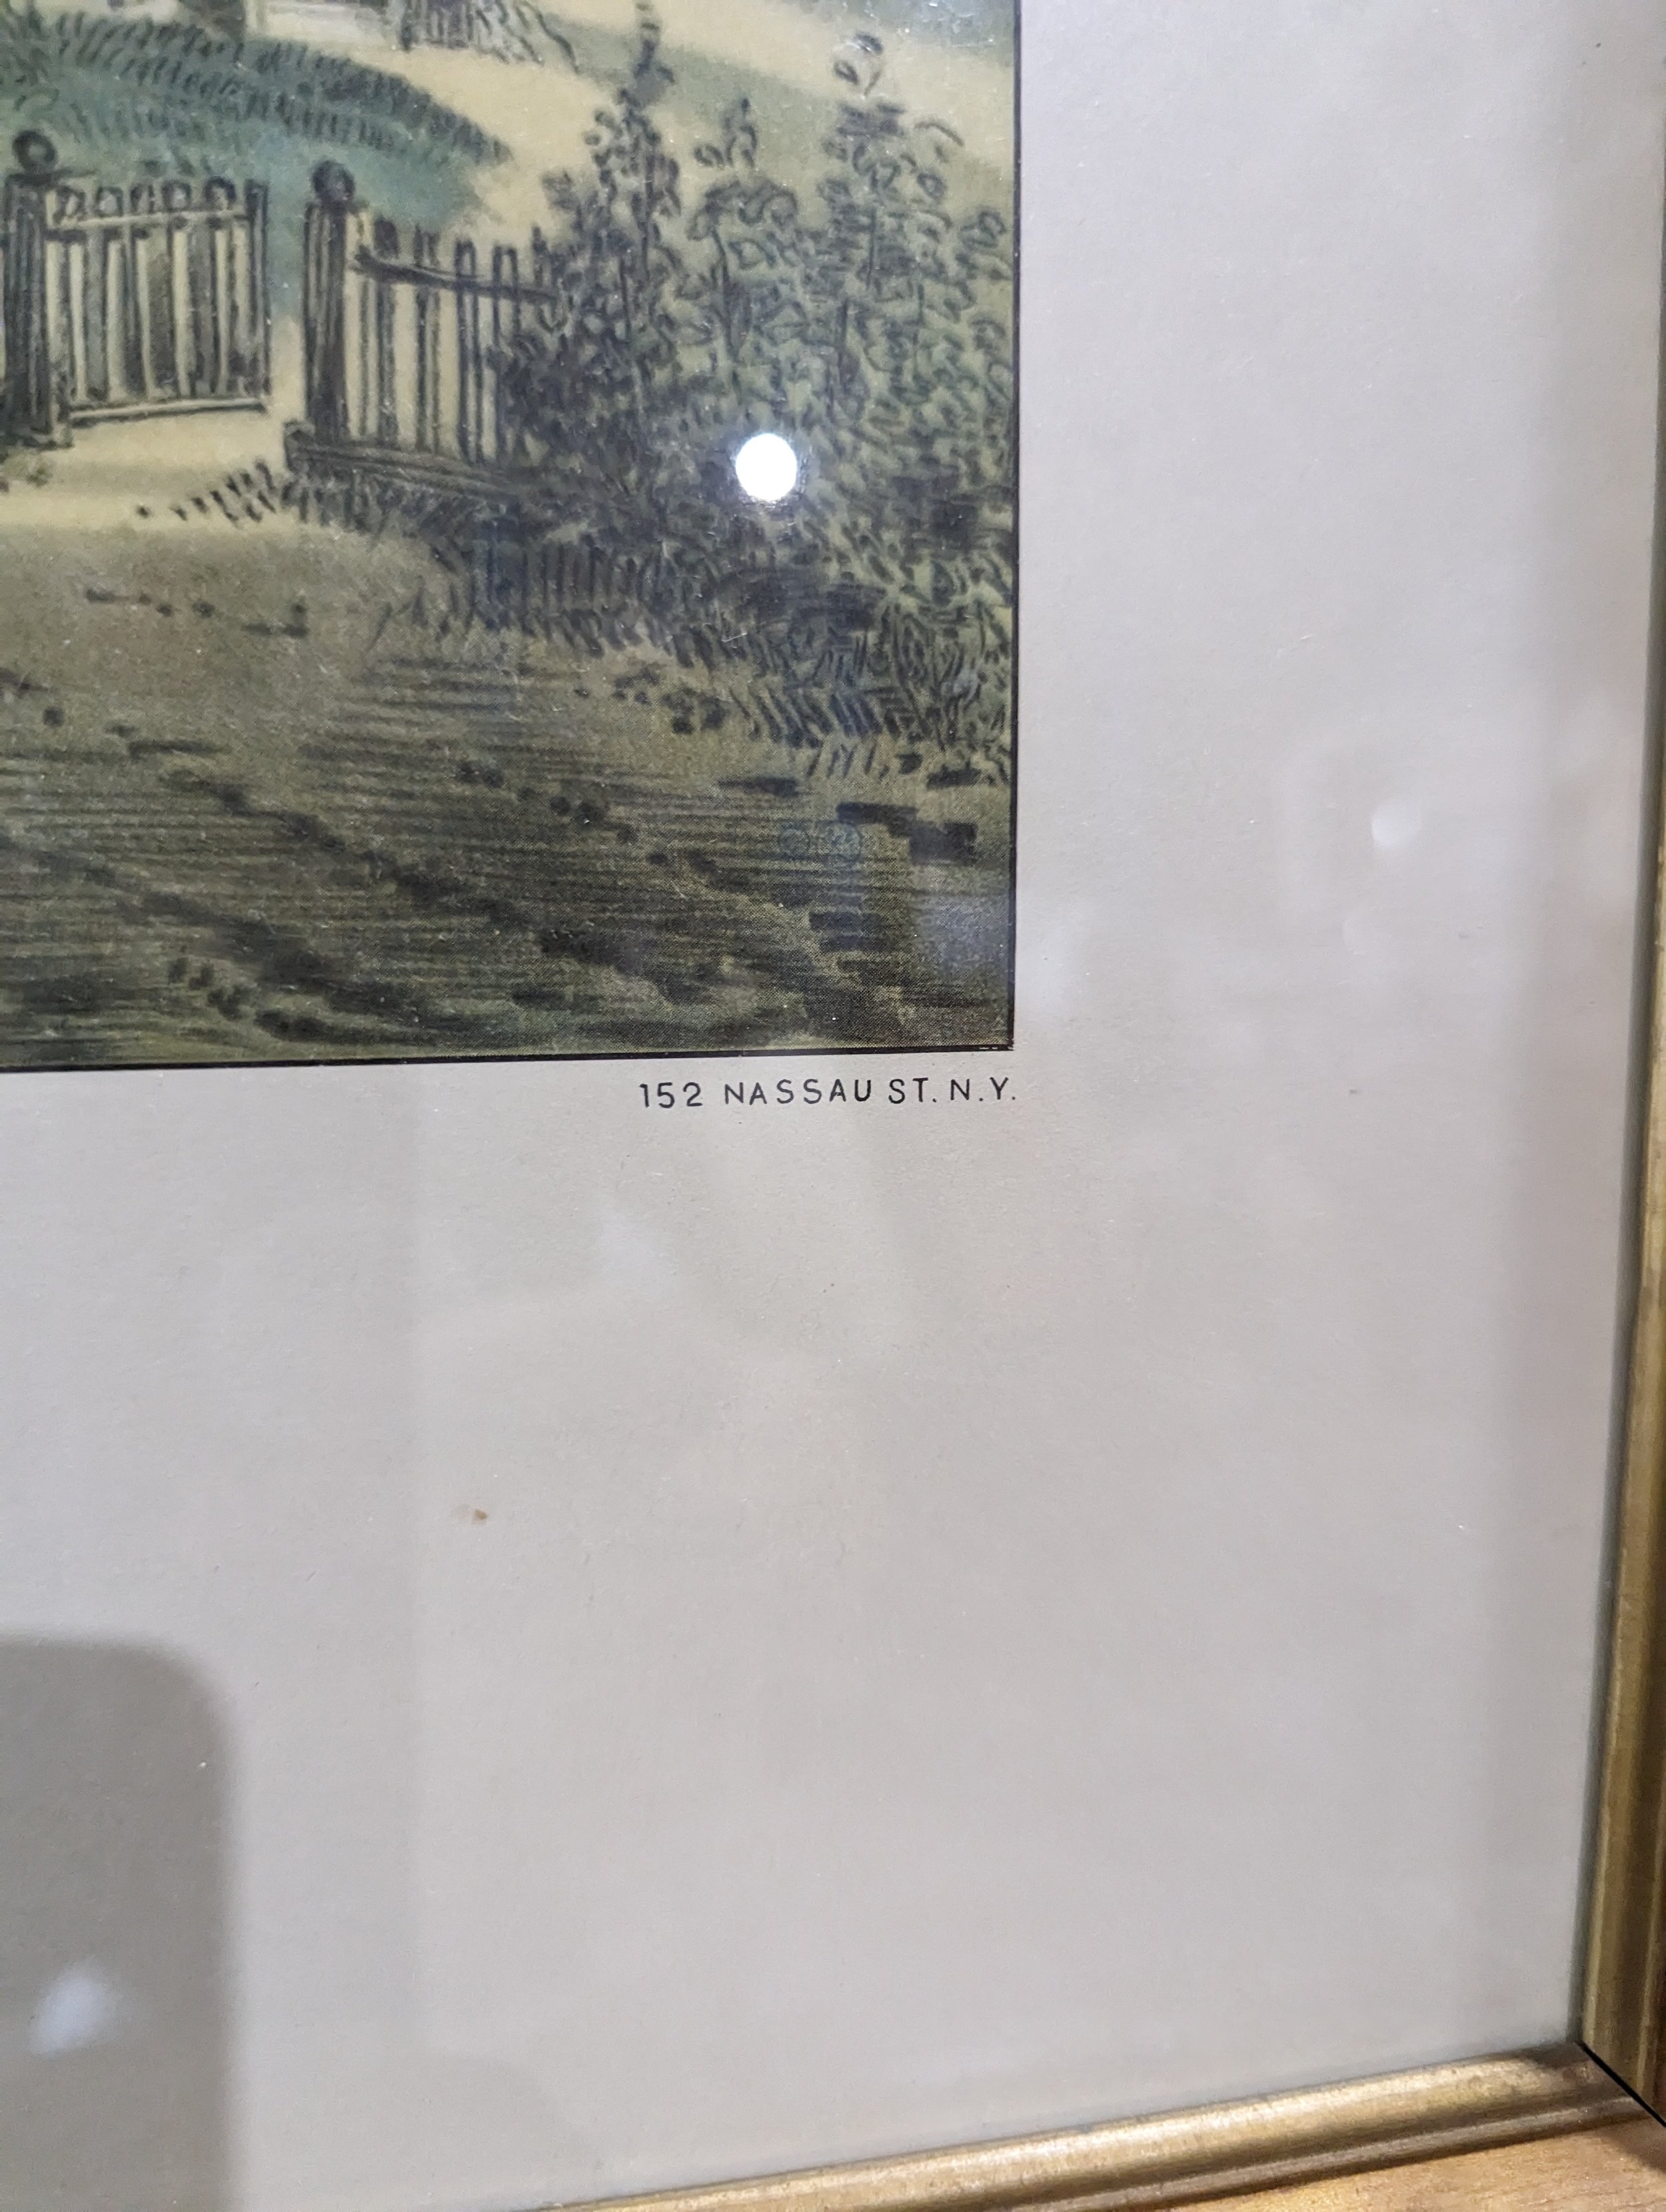 152 NASSAU ST. N.Y.